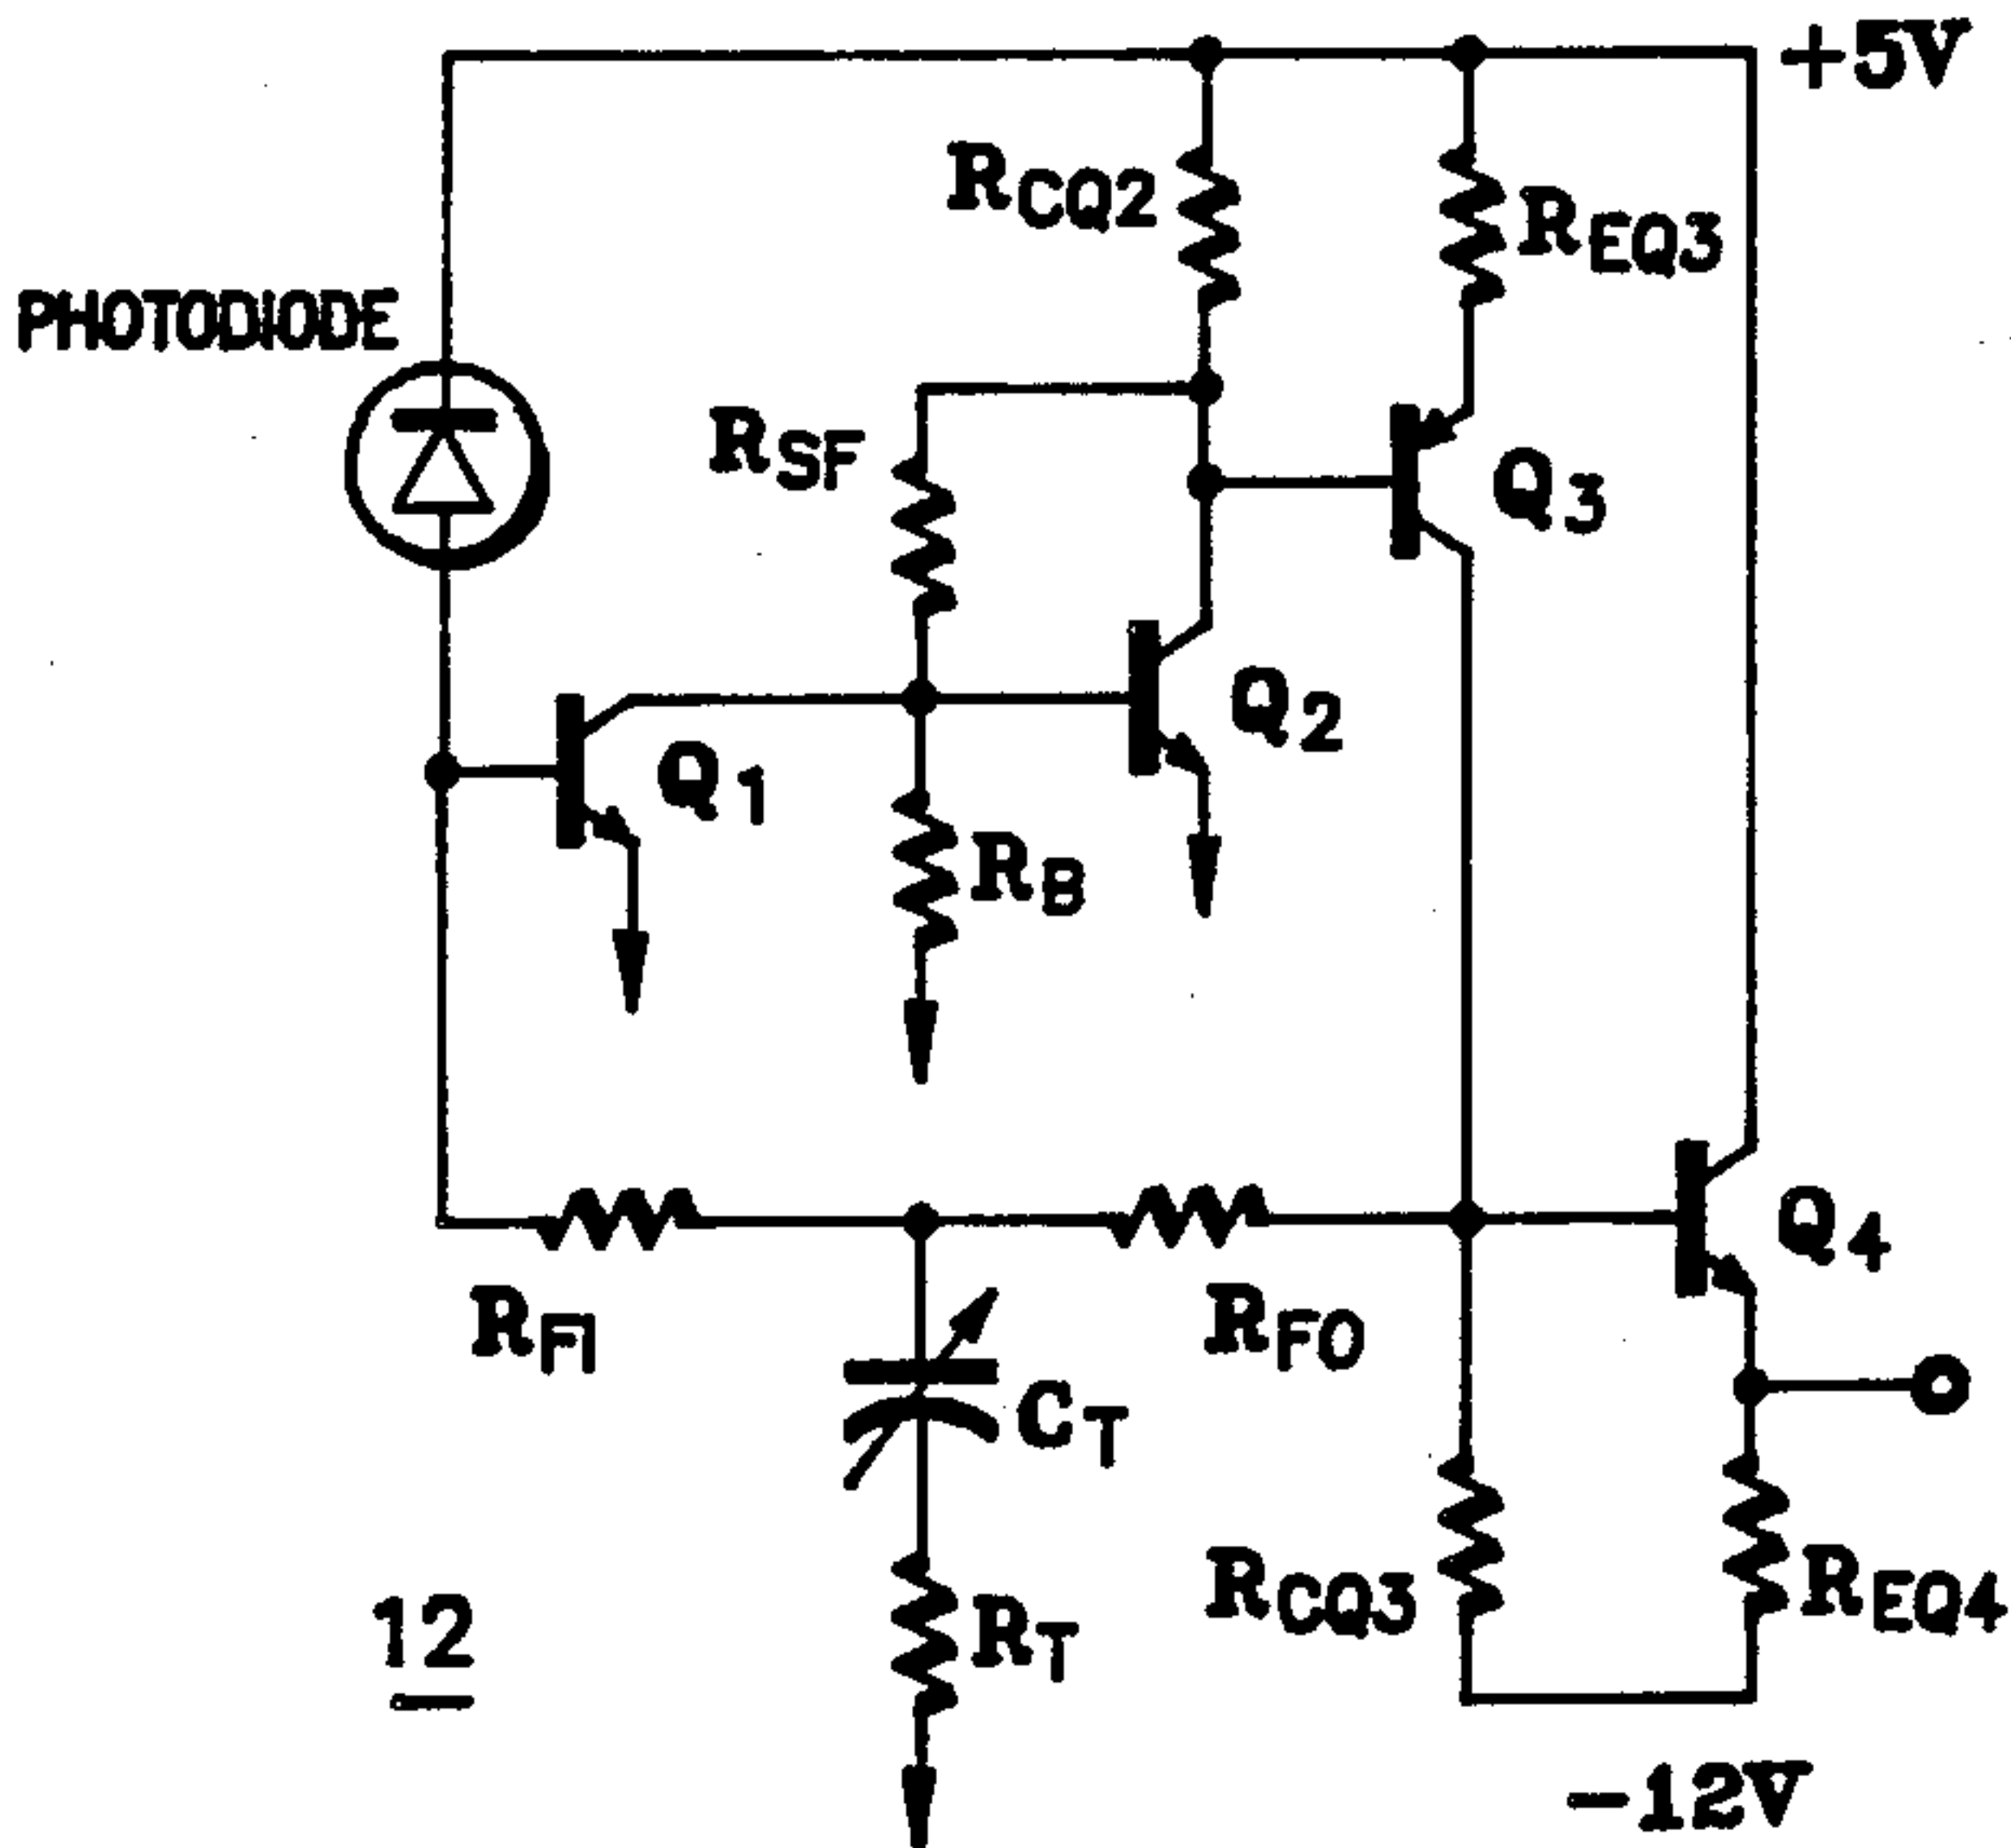 +5V
RCQ2
REQ3
PHOTODIODE
RSF
Q3
Q2
Q1
RB
Q4
RFI
RFO
CT
RCQ3
REQ4
12
RT
-12V